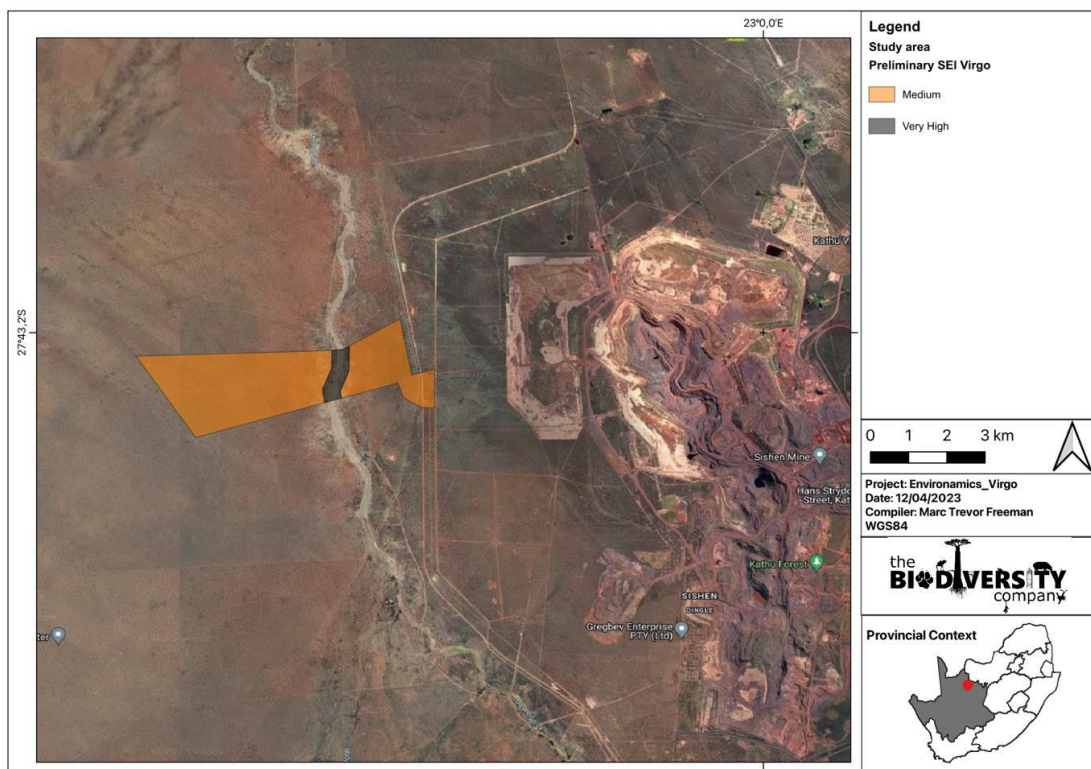 23°0,0'E
27°43,2'S
Kathu Vi
Sishen Mine
Hans Strydo
Street, Kat
Kathu Forest
SISHEN
DINGLE
Gregbev Enterprise
PTY (Ltd)
ter
Legend
Study area
Preliminary SEI Virgo
Medium
Very High
0 1 2 3 km
Project: Environamics_Virgo
Date: 12/04/2023
Compiler: Marc Trevor Freeman
WGS84
the
BIODIVERSITY
company
Provincial Context